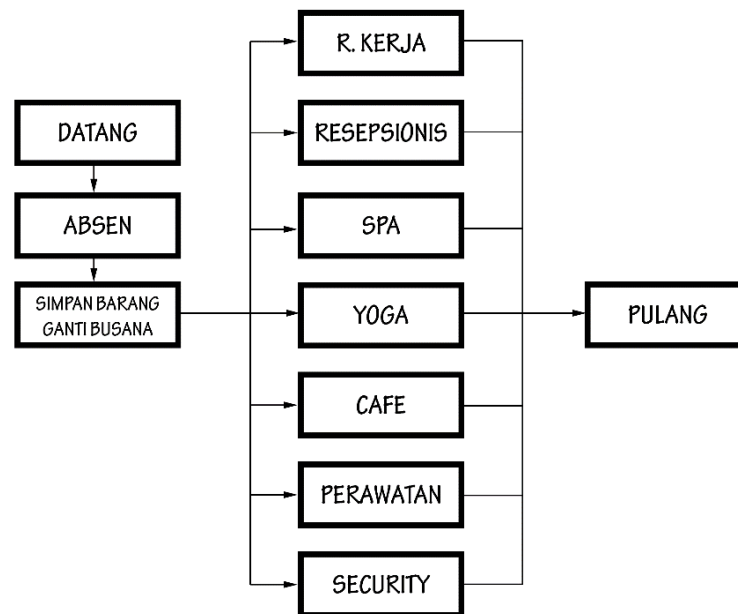 DATANG
ABSEN
SIMPAN BARANG
GANTI BUSANA
R. KERJA
RESEPSIONIS
SPA
YOGA
CAFE
PERAWATAN
SECURITY
PULANG